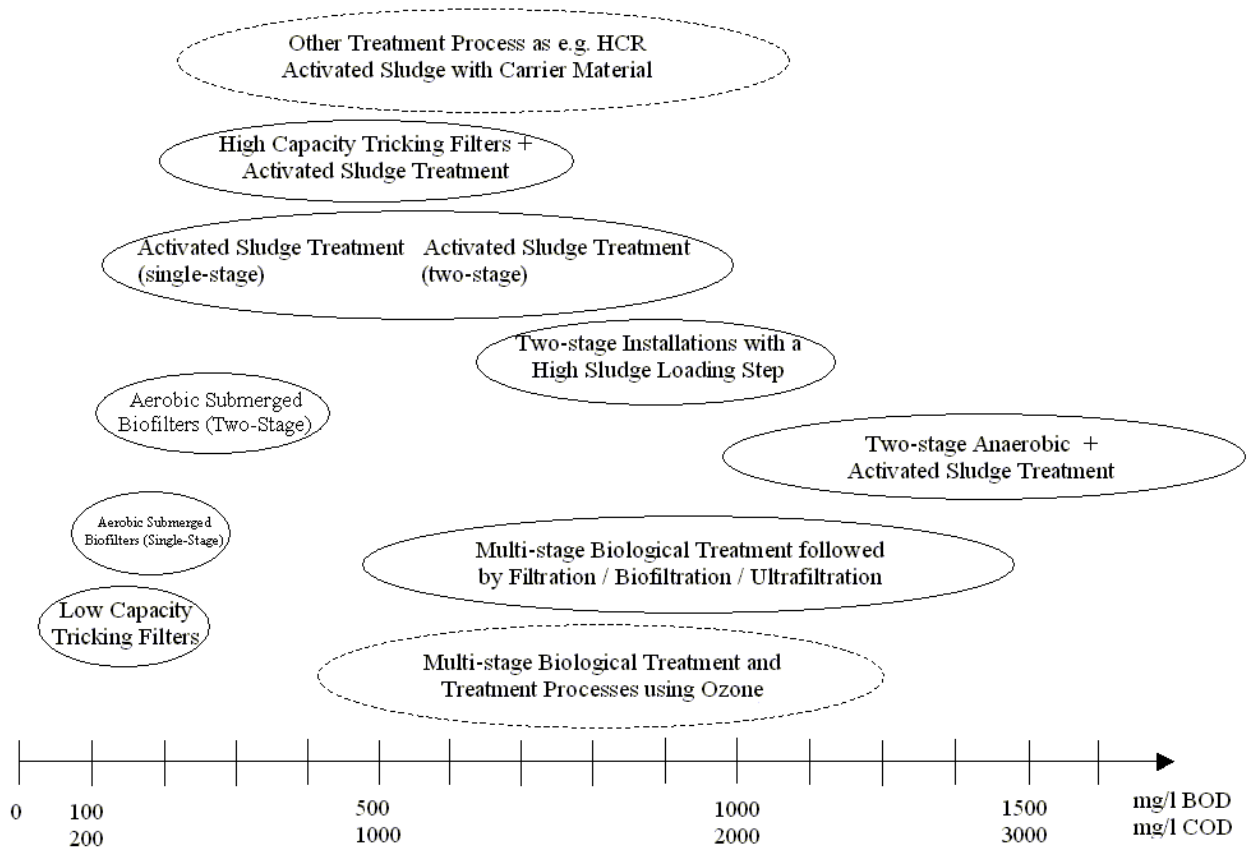 Other Treatment Process as e.g. HCR
Activated Sludge with Carrier Material
High Capacity Tricking Filters +
Activated Sludge Treatment
Activated Sludge Treatment
(single-stage)
Activated Sludge Treatment
(two-stage)
Two-stage Installations with a
High Sludge Loading Step
Aerobic Submerged
Biofilters (Two-Stage)
Two-stage Anaerobic +
Activated Sludge Treatment
Aerobic Submerged
Biofilters (Single-Stage)
Multi-stage Biological Treatment followed
by Filtration / Biofiltration / Ultrafiltration
Low Capacity
Tricking Filters
Multi-stage Biological Treatment and
Treatment Processes using Ozone
0 100 500 1000 1500 mg/l BOD
200 1000 2000 3000 mg/l COD